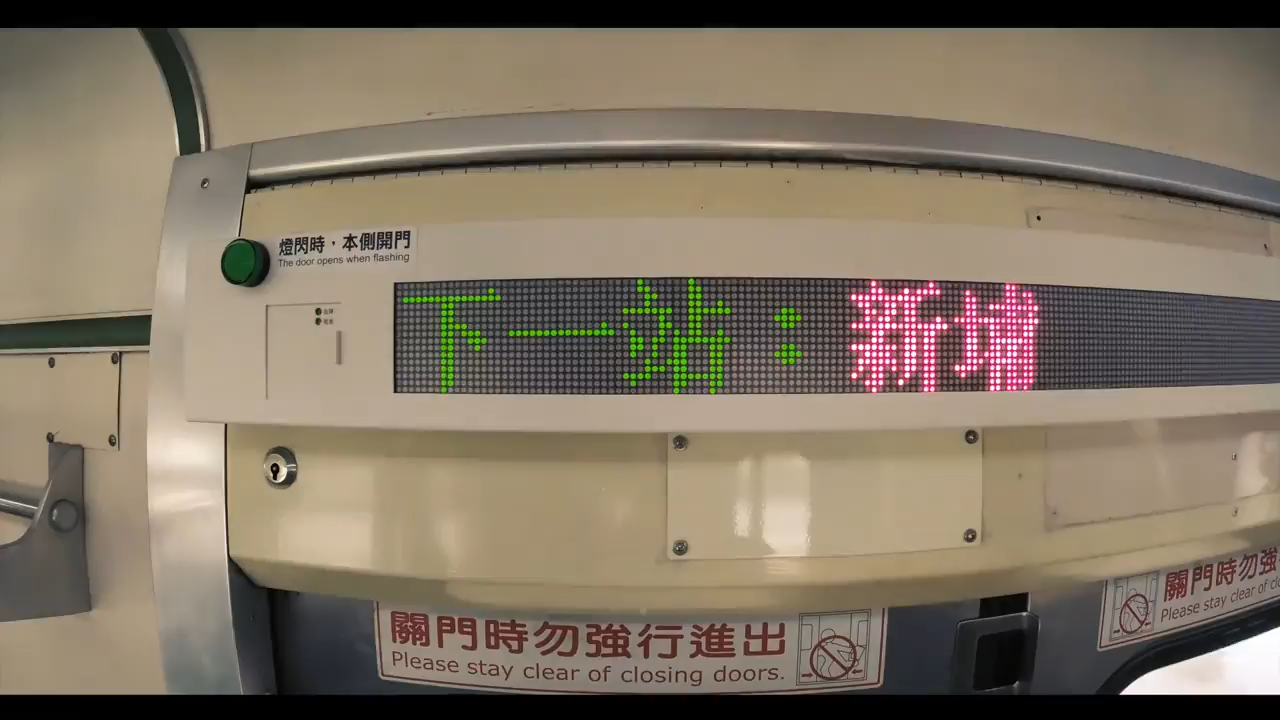 燈閃時，本側開門
The door opens when flashing
下一站：新埔
關門時勿強行進出
Please stay clear of closing doors.
關門時勿強
Please stay clear of